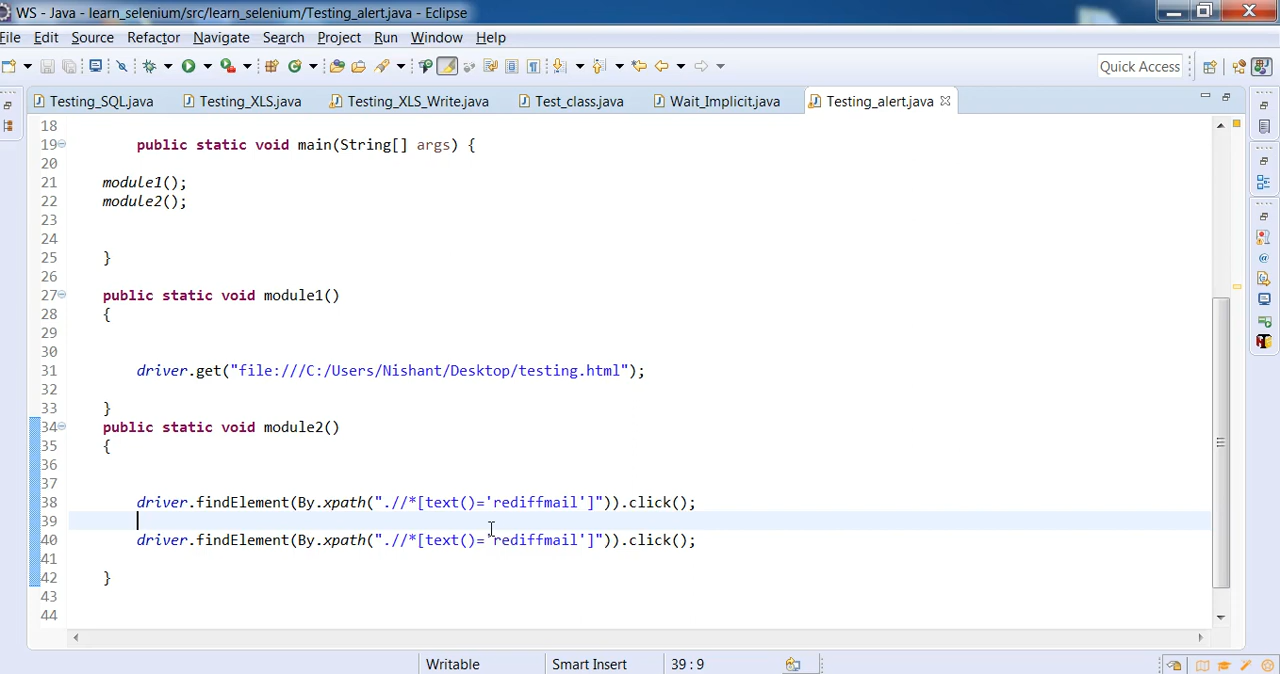 WS - Java - learn_selenium/src/learn_selenium/Testing_alert.java - Eclipse
File Edit Source Refactor Navigate Search Project Run Window Help
Quick Access
Testing_SQL.java Testing_XLS.java Testing_XLS_Write.java Test_class.java Wait_Implicit.java Testing_alert.java
18
19 public static void main(String[] args) {
20
21 module1();
22 module2();
23
24
25 }
26
27 public static void module1()
28 {
29
30
31 driver.get("file:///C:/Users/Nishant/Desktop/testing.html");
32
33 }
34 public static void module2()
35 {
36
37
38 driver.findElement(By.xpath(".//*[text()='rediffmail']")).click();
39
40 driver.findElement(By.xpath(".//*[text()='rediffmail']")).click();
41
42 }
43
44
Writable Smart Insert 39 : 9